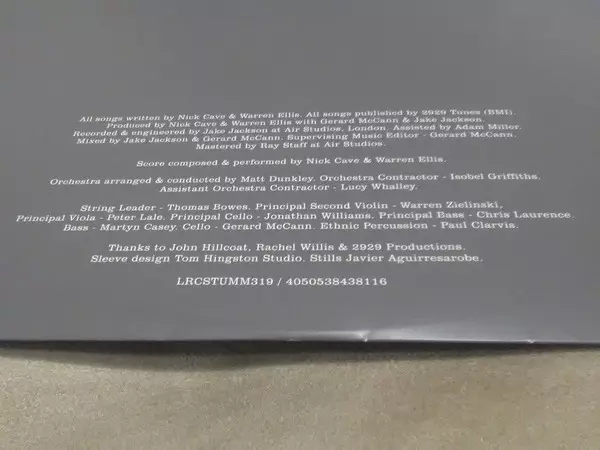 All songs written by Nick Cave & Warren Ellis. All songs published by 2929 Tunes (BMI).
Produced by Nick Cave & Warren Ellis with Gerard McCann & Jake Jackson.
Recorded & engineered by Jake Jackson at Air Studios, London. Assisted by Adam Miller.
Mixed by Jake Jackson & Gerard McCann. Supervising Music Editor - Gerard McCann.
Mastered by Ray Staff at Air Studios.
Score composed & performed by Nick Cave & Warren Ellis.
Orchestra arranged & conducted by Matt Dunkley. Orchestra Contractor - Isobel Griffiths.
Assistant Orchestra Contractor - Lucy Whalley.
String Leader - Thomas Bowes. Principal Second Violin - Warren Zielinski,
Principal Viola - Peter Lale. Principal Cello - Jonathan Williams. Principal Bass - Chris Laurence.
Bass - Martyn Casey. Cello - Gerard McCann. Ethnic Percussion - Paul Clarvis.
Thanks to John Hillcoat, Rachel Willis & 2929 Productions.
Sleeve design Tom Hingston Studio. Stills Javier Aguirresarobe.
LRCSTUMM319 / 4050538438116